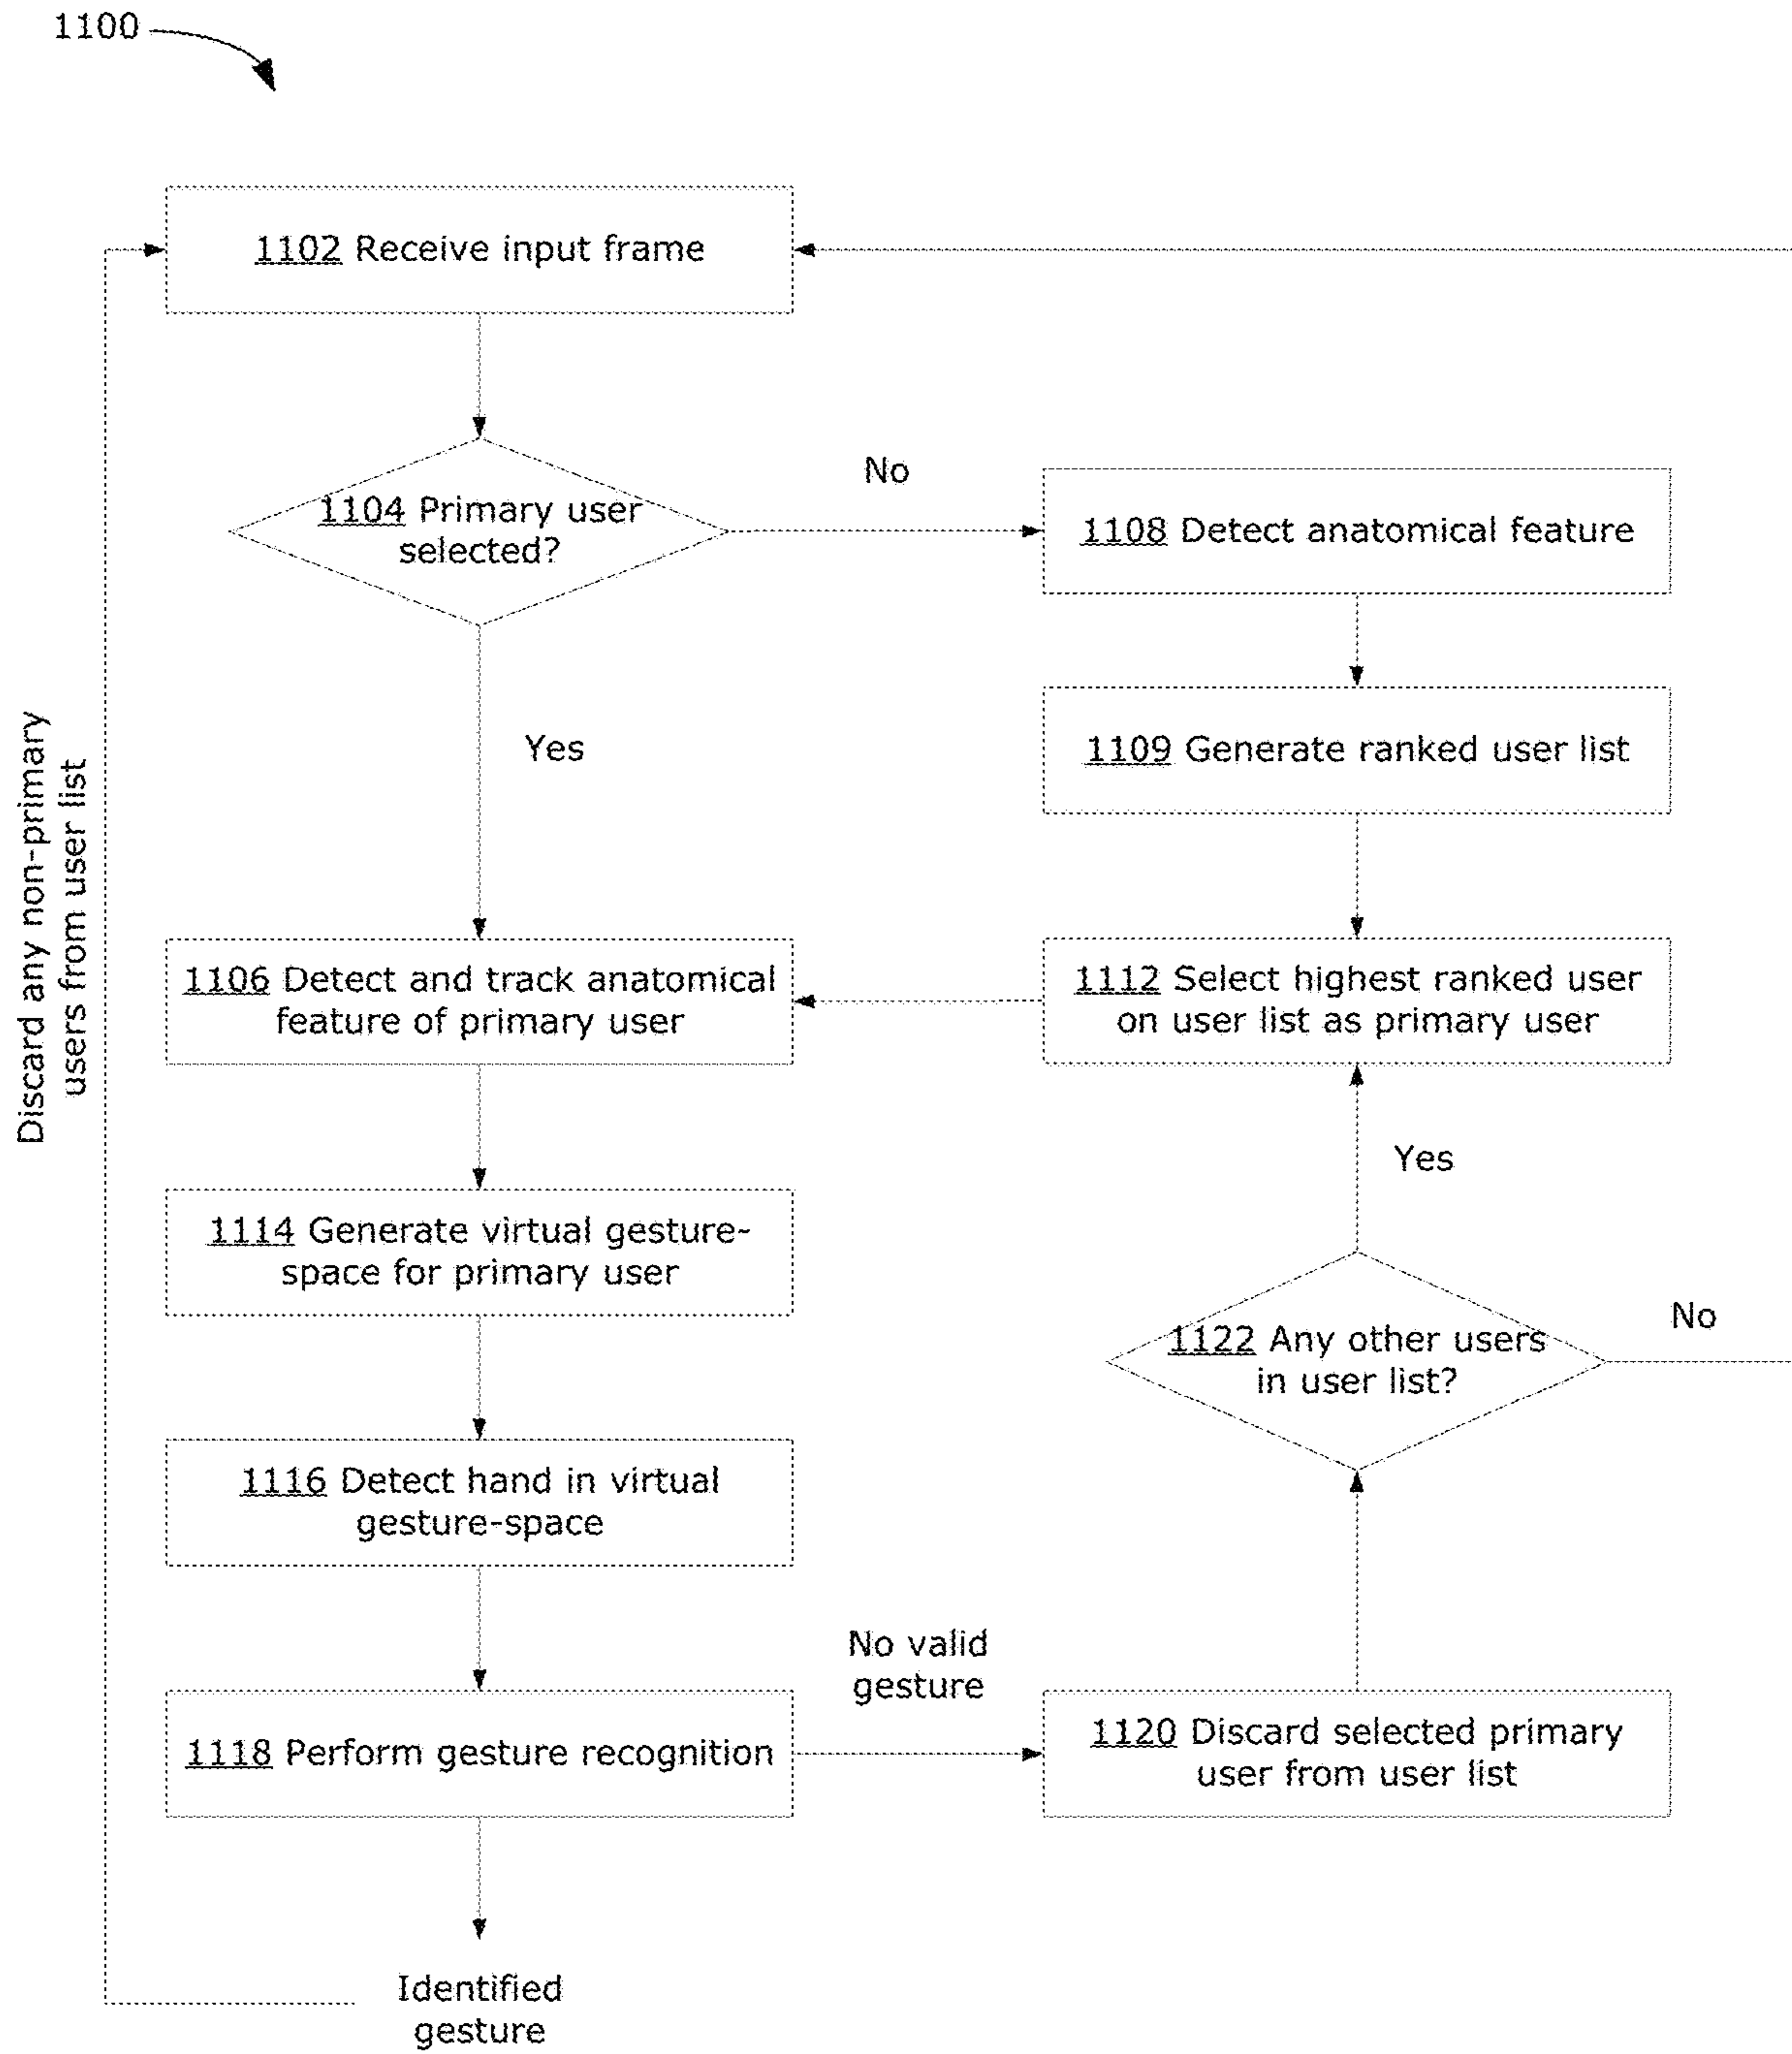 1100
1102 Receive input frame
1104 Primary user
selected?
No
1108 Detect anatomical feature
Yes
1109 Generate ranked user list
Discard any non-primary
users from user list
1106 Detect and track anatomical
feature of primary user
1112 Select highest ranked user
on user list as primary user
Yes
1114 Generate virtual gesture-
space for primary user
1122 Any other users
in user list?
No
1116 Detect hand in virtual
gesture-space
No valid
gesture
1118 Perform gesture recognition
1120 Discard selected primary
user from user list
Identified
gesture